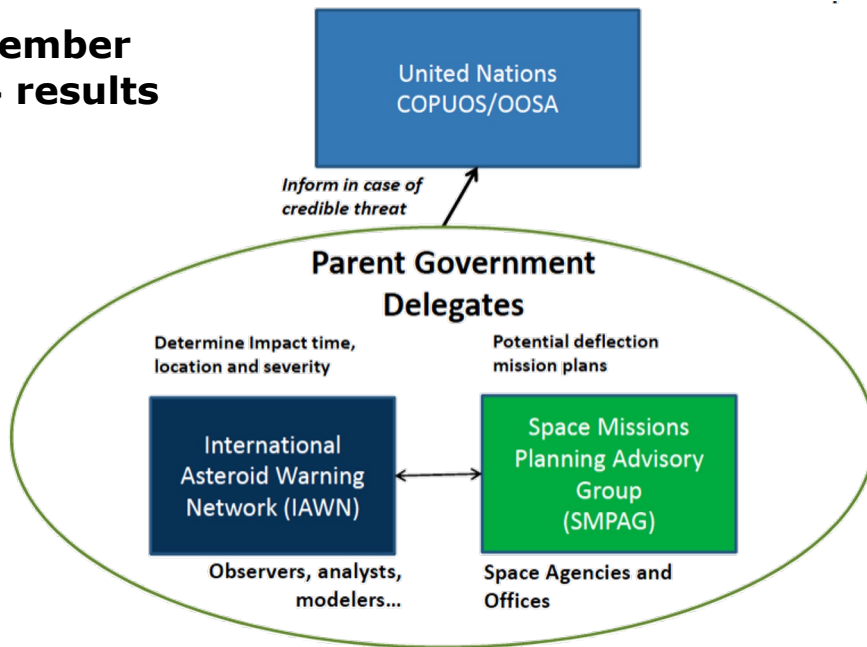 ember
results
United Nations
COPUOS/OOSA
Inform in case of
credible threat
Parent Government
Delegates
Determine Impact time,
location and severity
Potential deflection
mission plans
International
Asteroid Warning
Network (IAWN)
Space Missions
Planning Advisory
Group
(SMPAG)
Observers, analysts,
modelers...
Space Agencies and
Offices